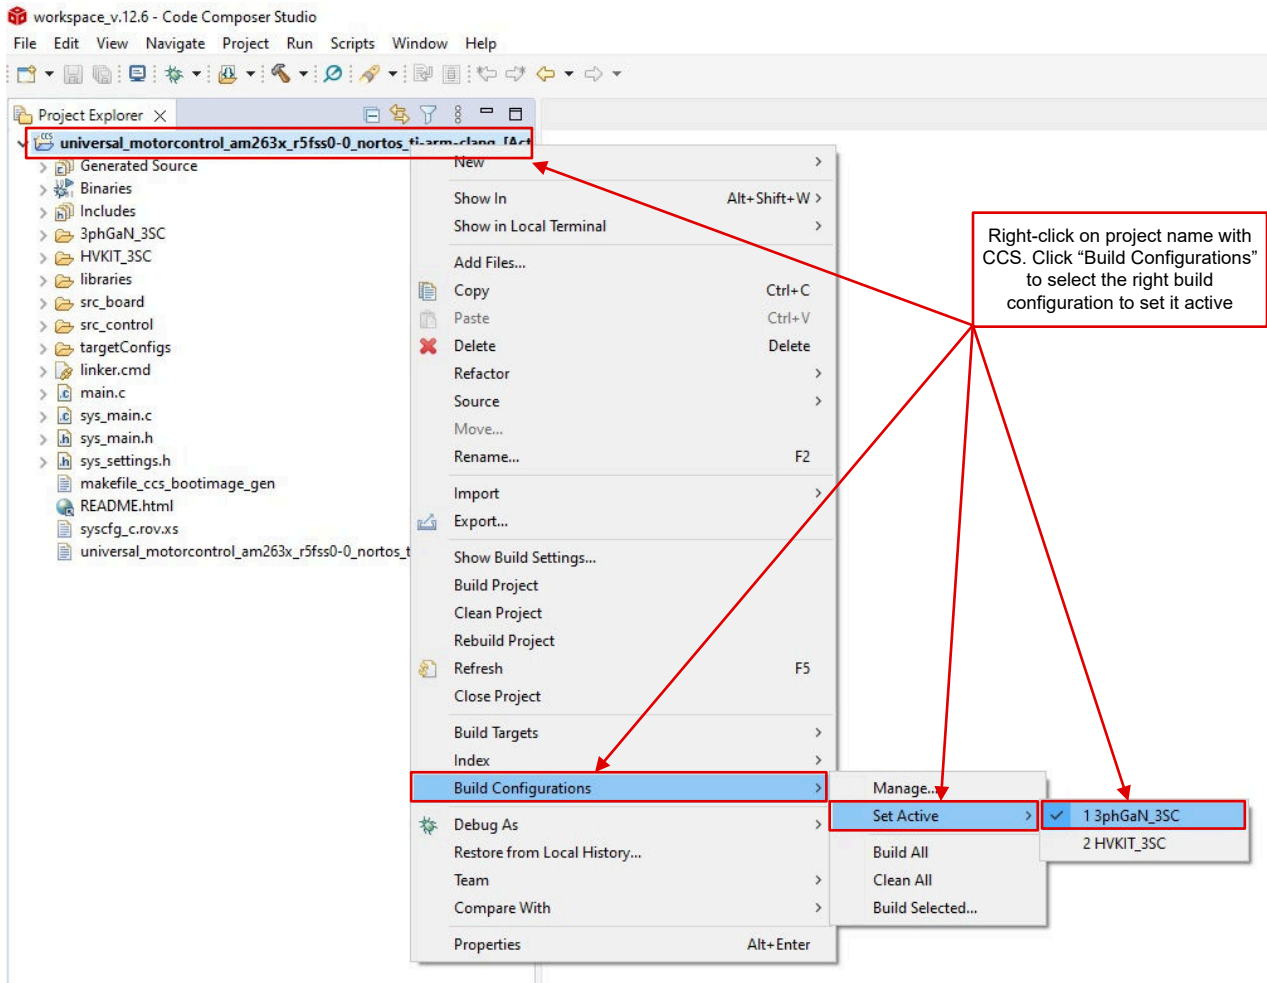 workspace_v.12.6 - Code Composer Studio
File Edit View Navigate Project Run Scripts Window Help
Project Explorer
universal_motorcontrol_am263x_r5fss0-0_nortos_ti-arm-clang [Act
Generated Source
Binaries
Includes
3phGaN_3SC
HVKIT_3SC
libraries
src_board
src_control
targetConfigs
linker.cmd
main.c
sys_main.c
sys_main.h
sys_settings.h
makefile_ccs_bootimage_gen
README.html
syscfg_c.rov.xs
universal_motorcontrol_am263x_r5fss0-0_nortos_t
New
Show In Alt+Shift+W
Show in Local Terminal
Add Files...
Copy Ctrl+C
Paste Ctrl+V
Delete Delete
Refactor
Source
Move...
Rename... F2
Import
Export...
Show Build Settings...
Build Project
Clean Project
Rebuild Project
Refresh F5
Close Project
Build Targets
Index
Build Configurations
Debug As
Restore from Local History...
Team
Compare With
Properties Alt+Enter
Manage...
Set Active
Build All
Clean All
Build Selected...
1 3phGaN_3SC
2 HVKIT_3SC
Right-click on project name with
CCS. Click “Build Configurations”
to select the right build
configuration to set it active